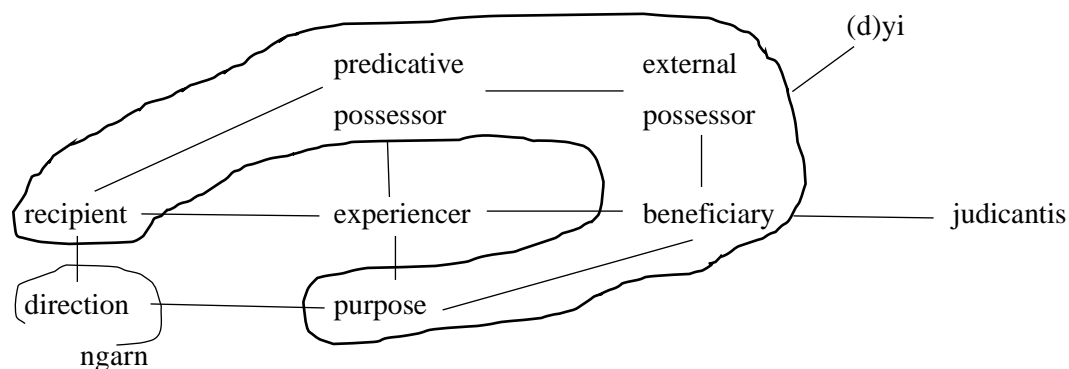 (d)yi
predicative external
possessor possessor
recipient experiencer beneficiary judicantis
direction purpose
ngarn